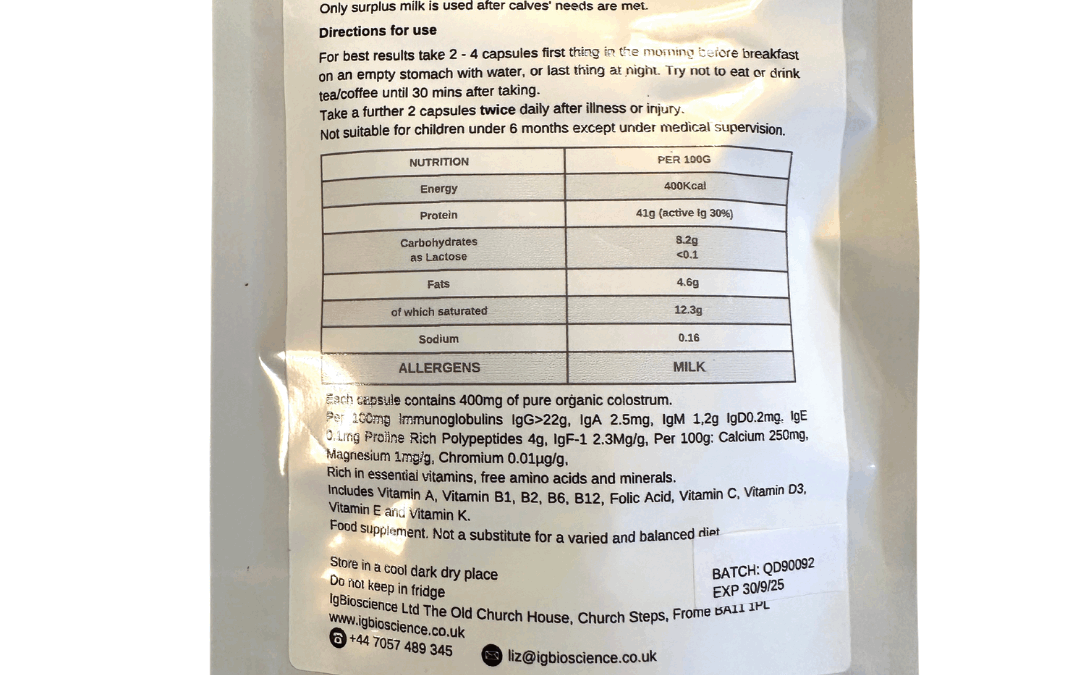 Only surplus milk is used after calves' needs are met.
Directions for use
For best results take 2 - 4 capsules first thing in the morning before breakfast
on an empty stomach with water, or last thing at night. Try not to eat or drink
tea/coffee until 30 mins after taking.
Take a further 2 capsules twice daily after illness or injury.
Not suitable for children under 6 months except under medical supervision.
NUTRITION PER 100G
Energy 400Kcal
Protein 41g (active Ig 30%)
Carbohydrates 8.2g
as Lactose <0.1
Fats 4.6g
of which saturated 12.3g
Sodium 0.16
ALLERGENS MILK
Each capsule contains 400mg of pure organic colostrum.
Per 100mg Immunoglobulins IgG>22g, IgA 2.5mg, IgM 1,2g IgD0.2mg, IgE
0.1mg Proline Rich Polypeptides 4g, IgF-1 2.3Mg/g, Per 100g: Calcium 250mg,
Magnesium 1mg/g, Chromium 0.01µg/g,
Rich in essential vitamins, free amino acids and minerals.
Includes Vitamin A, Vitamin B1, B2, B6, B12, Folic Acid, Vitamin C, Vitamin D3,
Vitamin E and Vitamin K.
Food supplement. Not a substitute for a varied and balanced diet
Store in a cool dark dry place
Do not keep in fridge
BATCH: QD90092
EXP 30/9/25
IgBioscience Ltd The Old Church House, Church Steps, Frome BA11 1PL
www.igbioscience.co.uk
+44 7057 489 345
liz@igbioscience.co.uk